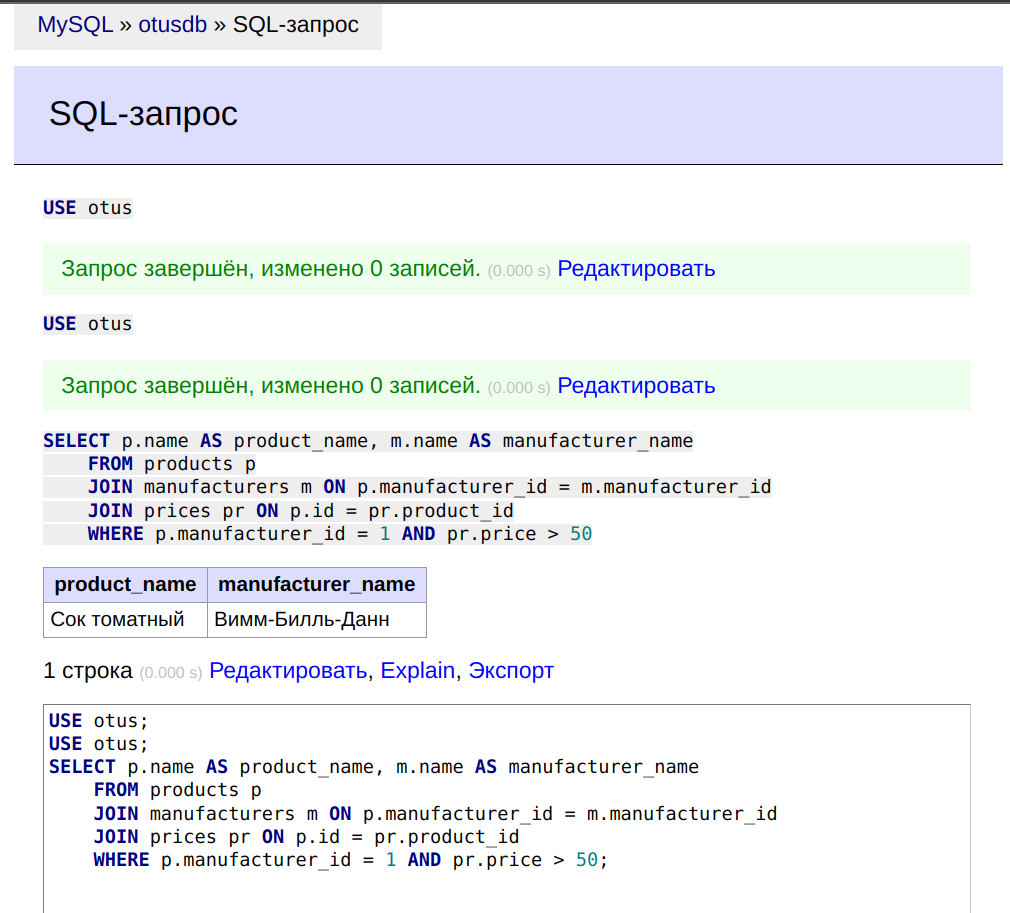 MySQL » otusdb » SQL-запрос
SQL-запрос
USE otus
Запрос завершён, изменено 0 записей. (0.000 s) Редактировать
USE otus
Запрос завершён, изменено 0 записей. (0.000 s) Редактировать
SELECT p.name AS product_name, m.name AS manufacturer_name
FROM products p
JOIN manufacturers m ON p.manufacturer_id = m.manufacturer_id
JOIN prices pr ON p.id = pr.product_id
WHERE p.manufacturer_id = 1 AND pr.price > 50
product_name manufacturer_name
Сок томатный Вимм-Билль-Данн
1 строка (0.000 s) Редактировать, Explain, Экспорт
USE otus;
USE otus;
SELECT p.name AS product_name, m.name AS manufacturer_name
FROM products p
JOIN manufacturers m ON p.manufacturer_id = m.manufacturer_id
JOIN prices pr ON p.id = pr.product_id
WHERE p.manufacturer_id = 1 AND pr.price > 50;